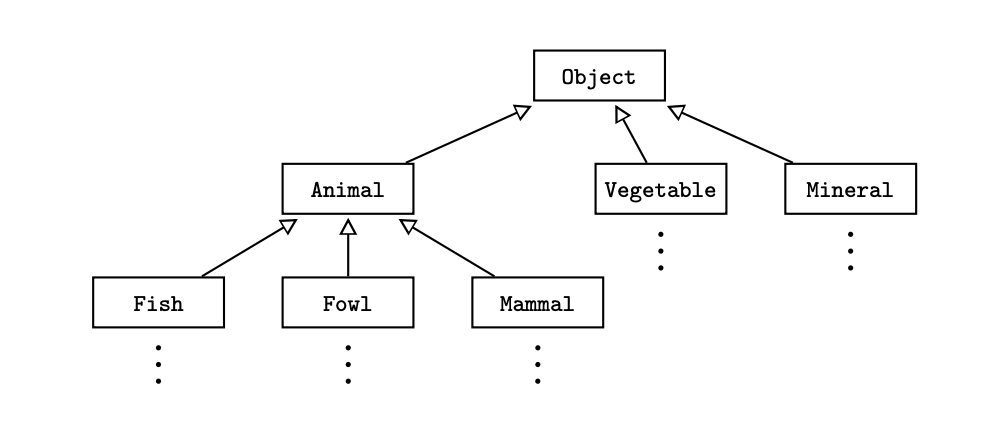 Object
Animal
Vegetable
Mineral
Fish
Fowl
Mammal